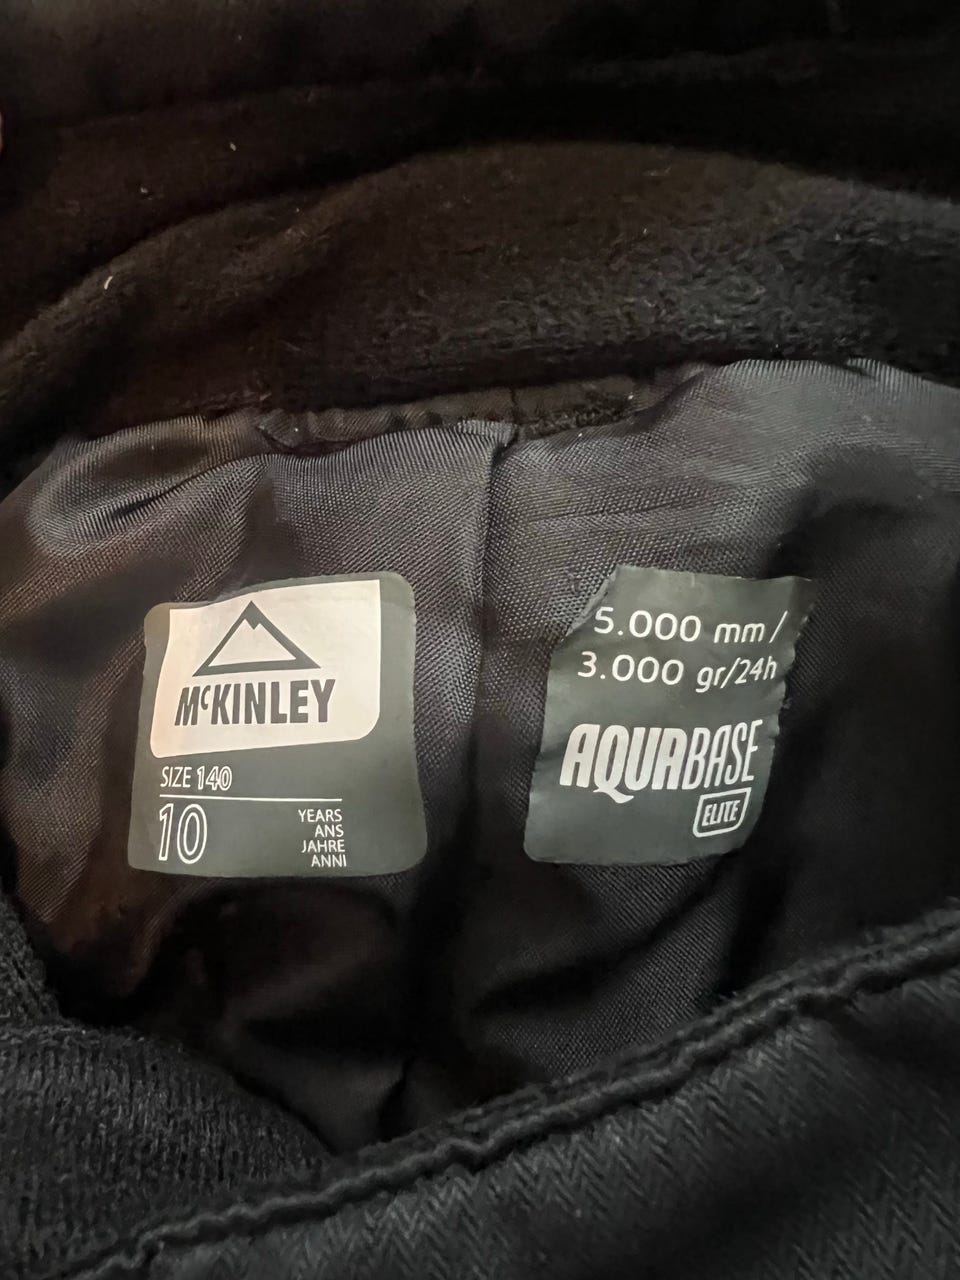 McKINLEY
SIZE 140
10
YEARS
ANS
JAHRE
ANNI
5.000 mm /
3.000 gr/24h
AQUABASE
ELITE